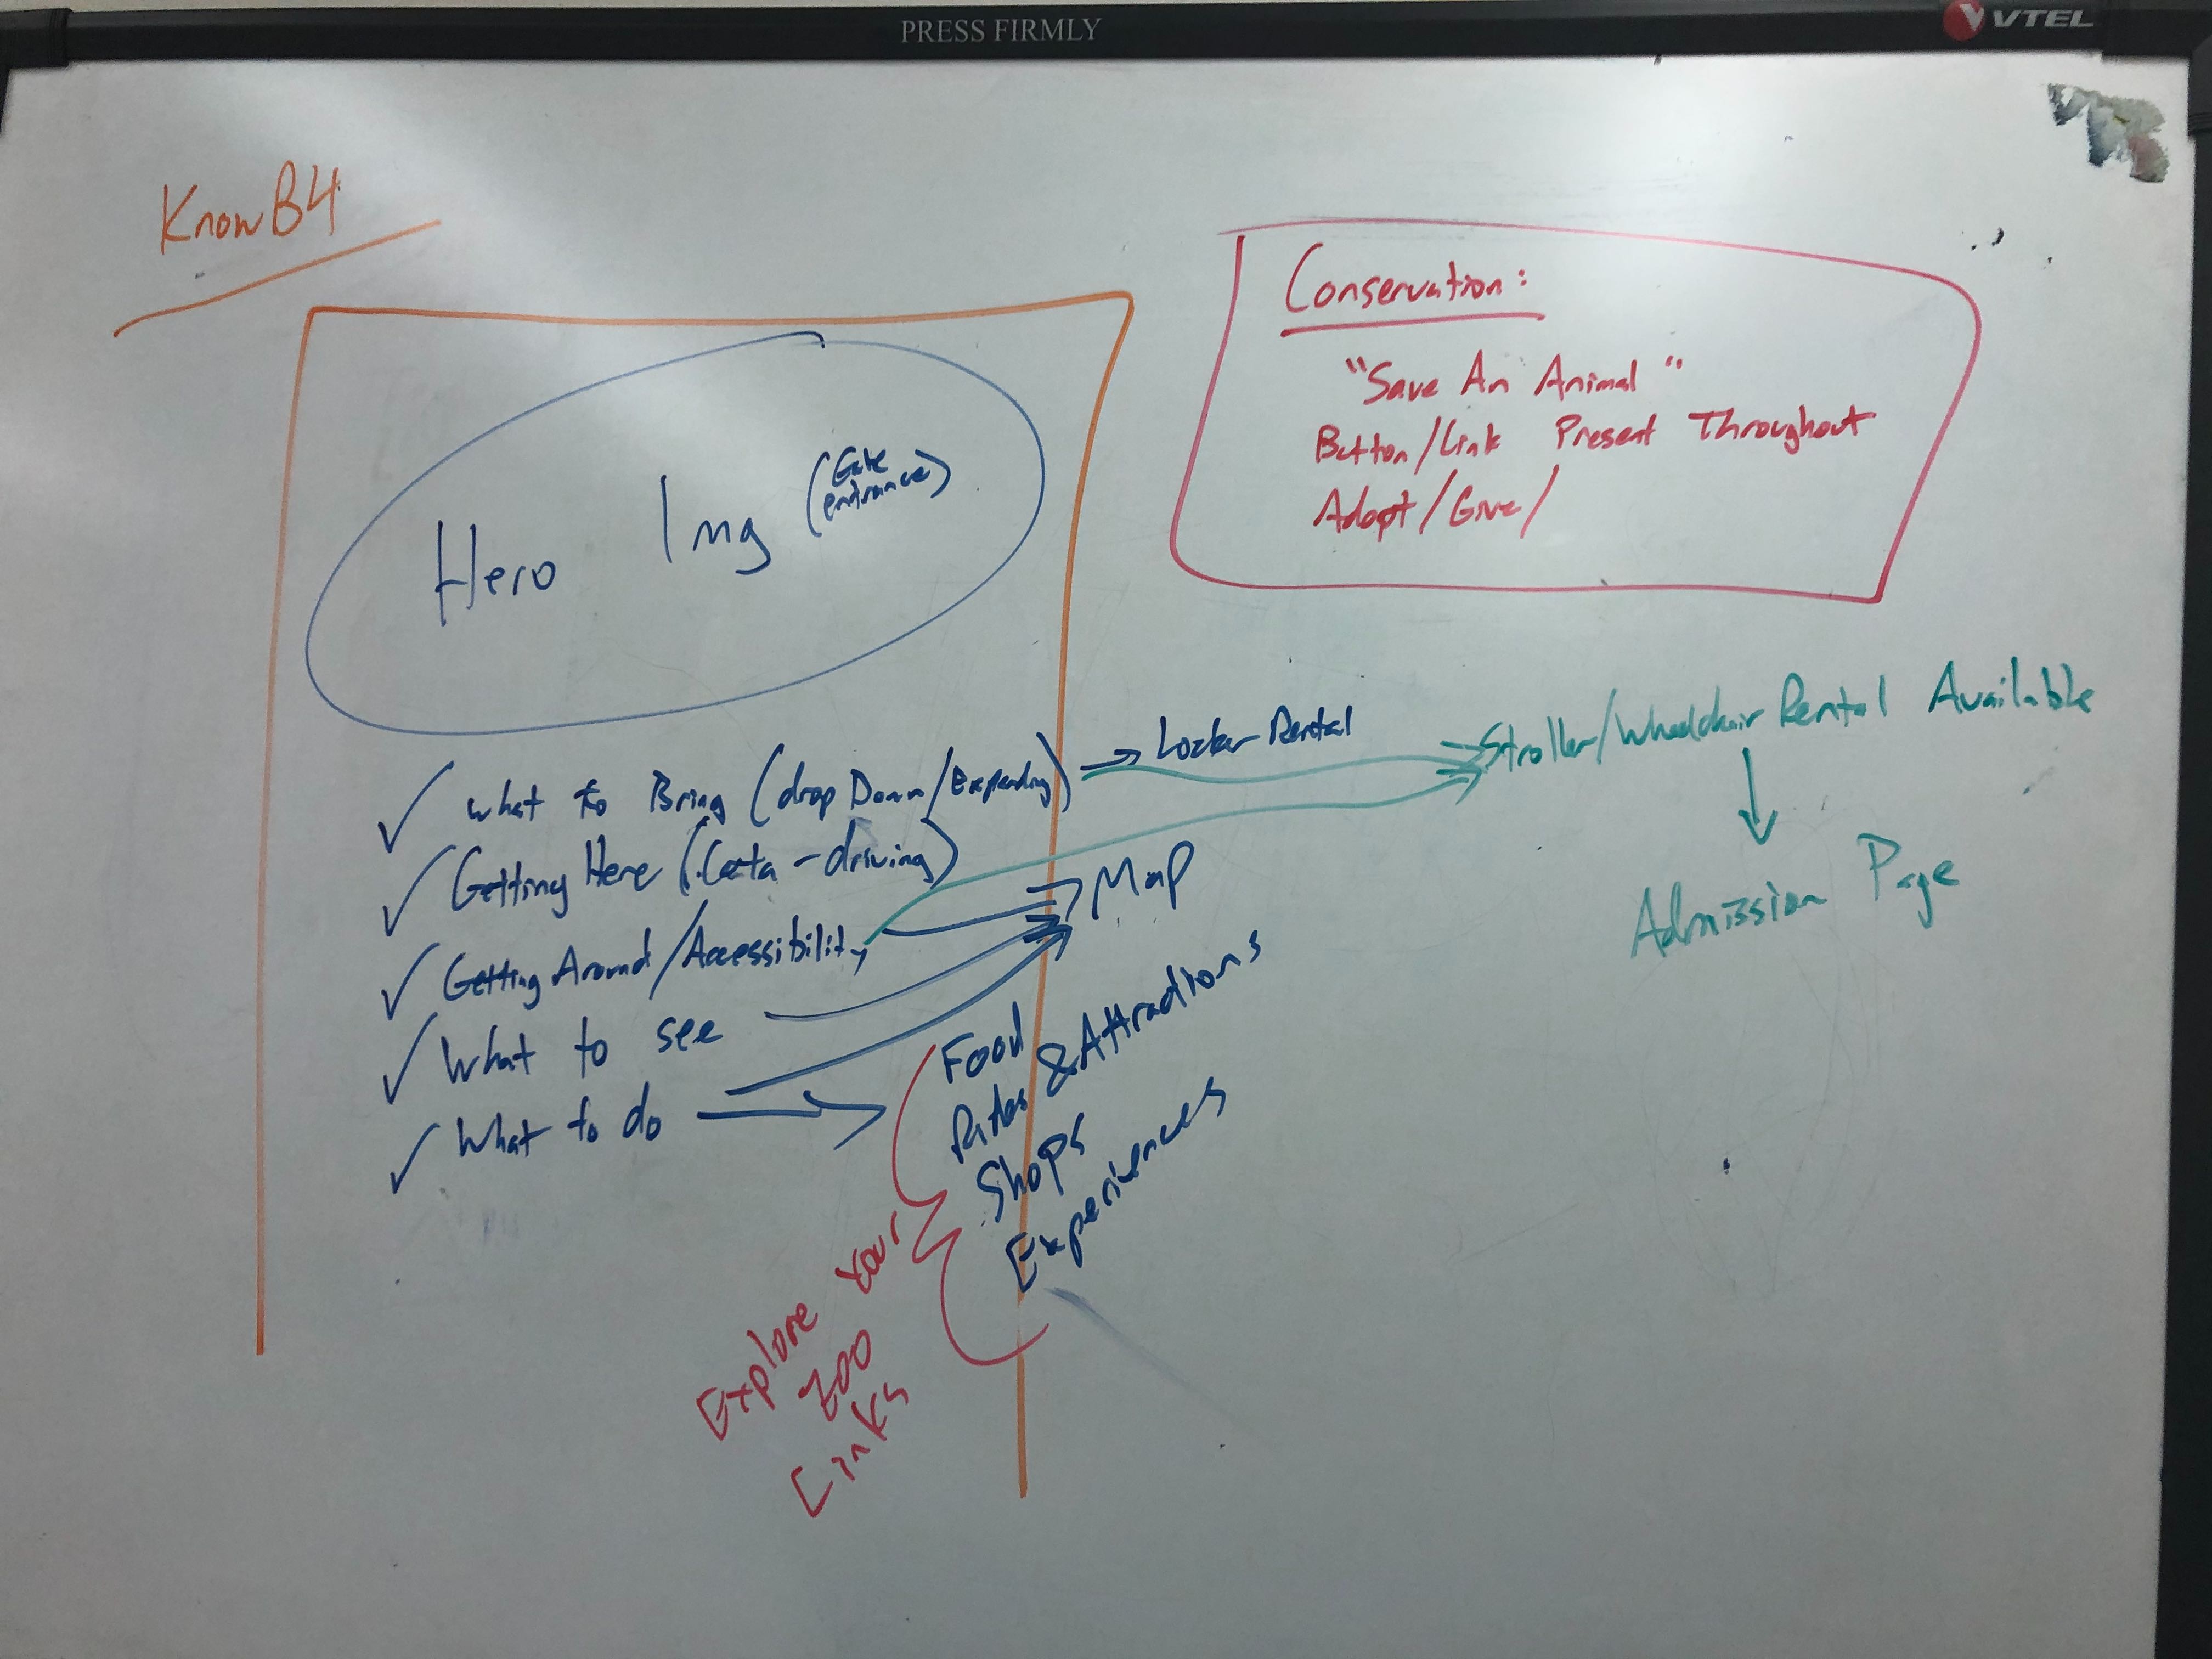 PRESS FIRMLY
VTEL
KnowB4
Conservation:
"Save An Animal"
Button/Link Present Throughout
Adopt/Give/
Hero Img (Gate entrance)
What to Bring (drop Down/Expanding)
Locker Rental
Stroller/Wheelchair Rental Available
Admission Page
Getting Here (Cota - driving)
Getting Around/Accessibility
Map
What to see
What to do
Food
Rides & Attractions
Shops
Experiences
Explore Your
Zoo
Links